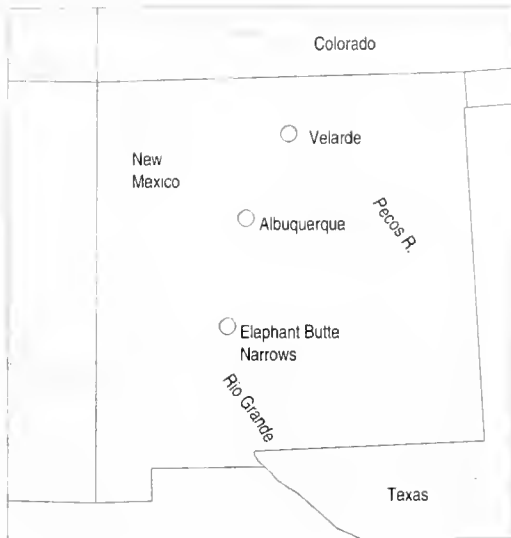 Colorado
Velarde
New
Mexico
Pecos R.
Albuquerque
Elephant Butte
Narrows
Rio Grande
Texas